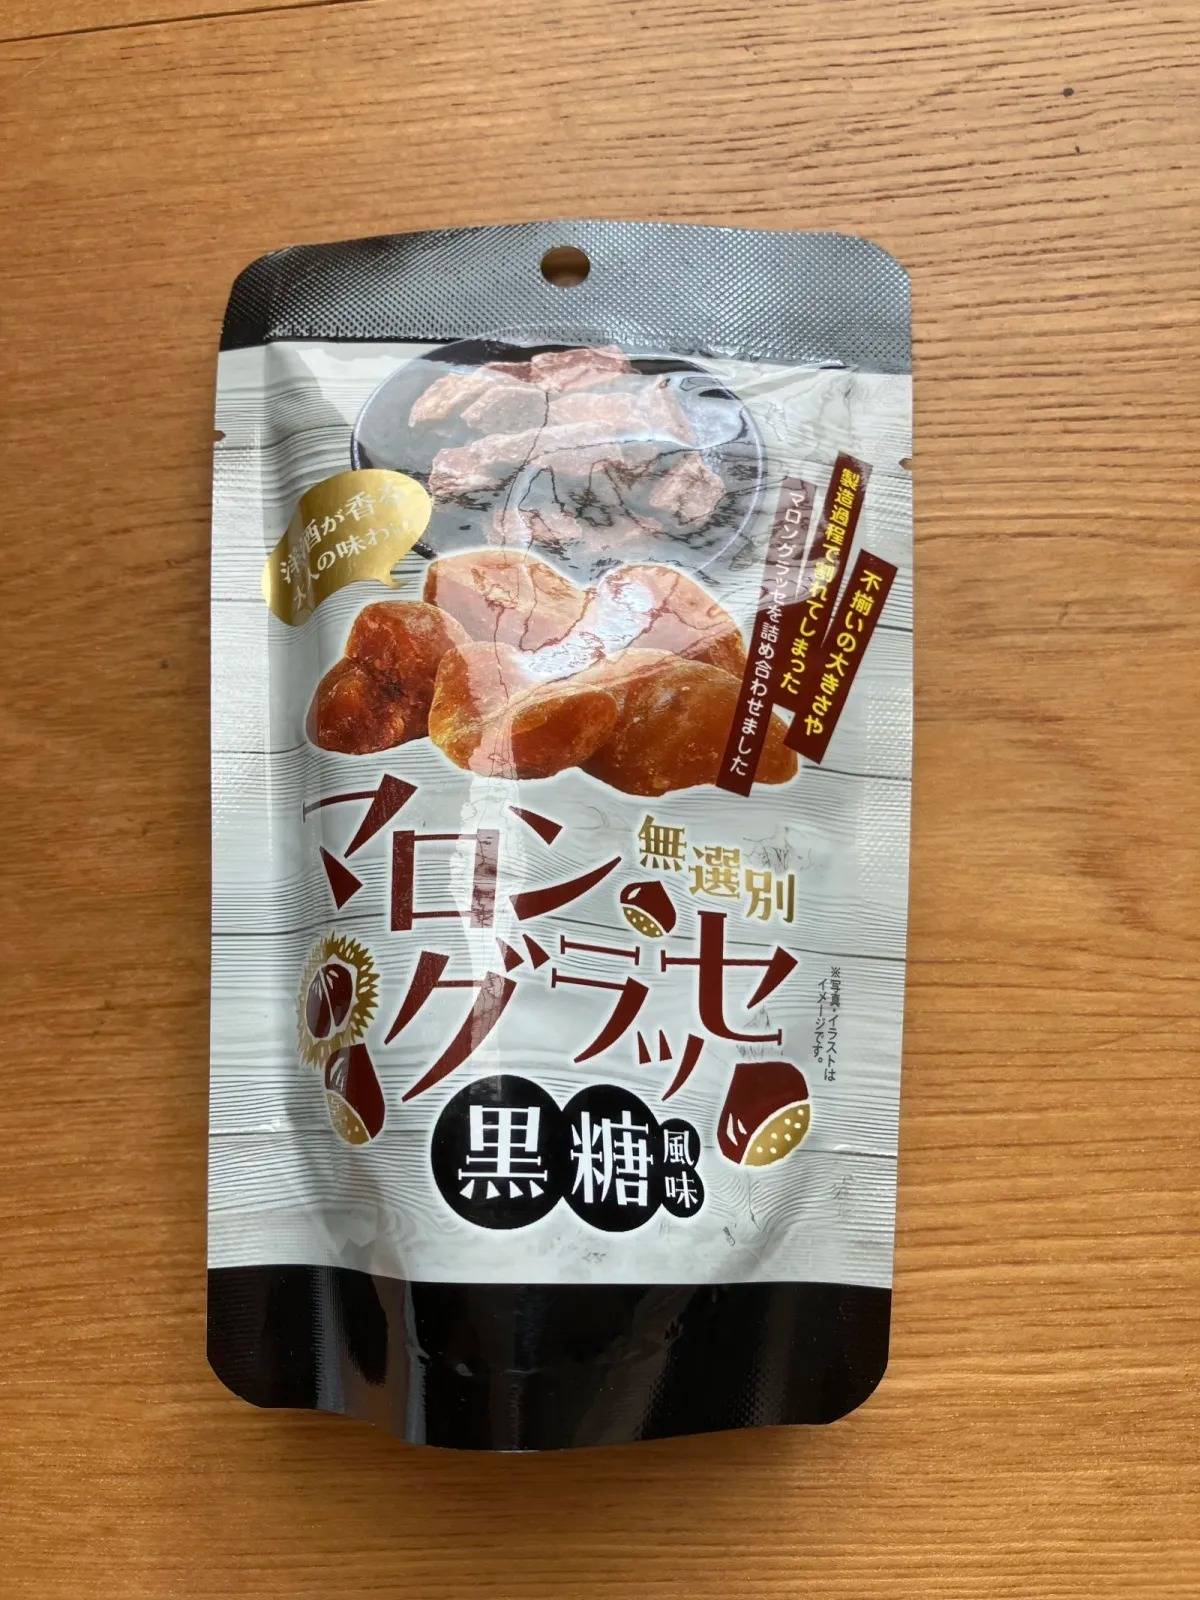 洋酒が香る
大人の味わい
不揃いの大きさや
製造過程で割れてしまった
マロングラッセを詰め合わせました
無選別
マロン
グラッセ
黒糖風味
※写真・イラストは
イメージです。